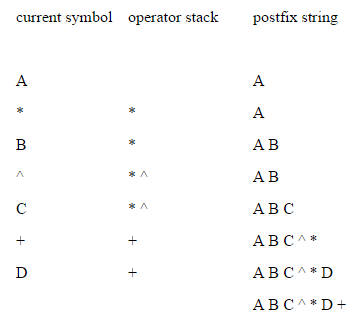 current symbol operator stack postfix string
A A
* * A
B * A B
^ * ^ A B
C * ^ A B C
+ + A B C ^ *
D + A B C ^ * D
A B C ^ * D +